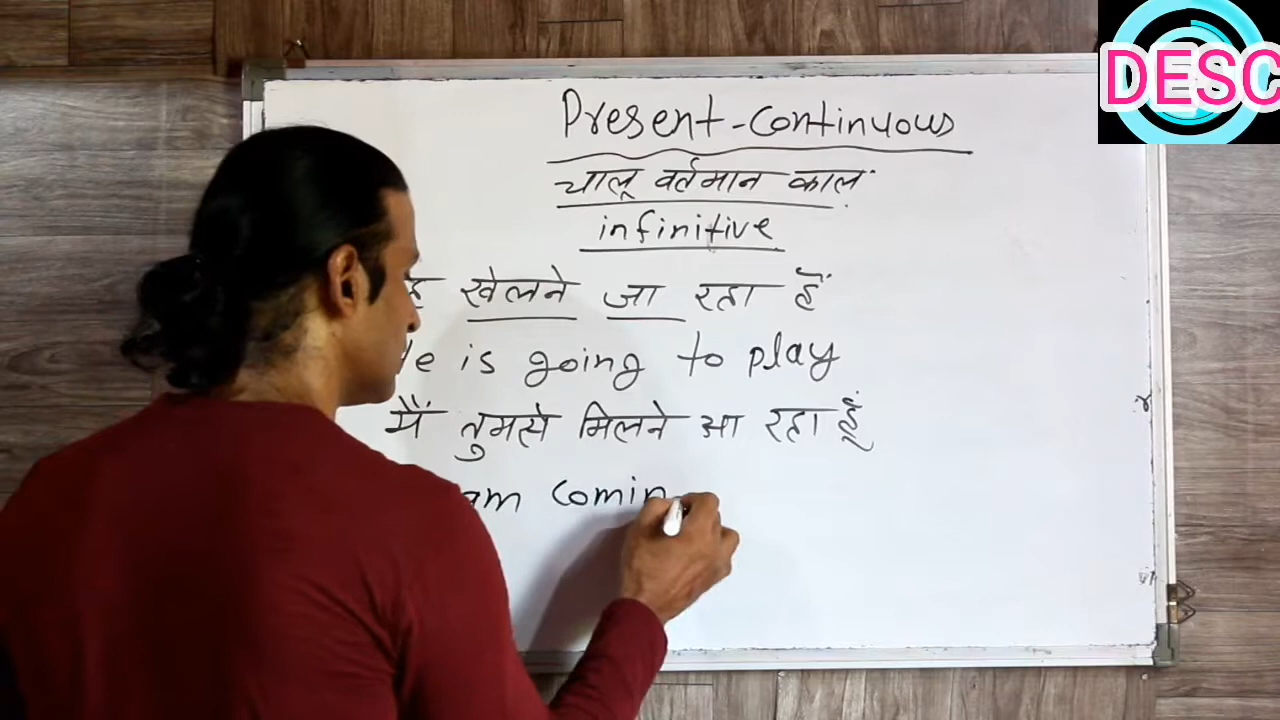 DESC
Present-continuous
चालू वर्तमान काल
infinitive
खेलने जा रहा हैं
is going to play
मैं तुमसे मिलने आ रहा हूं
am comin